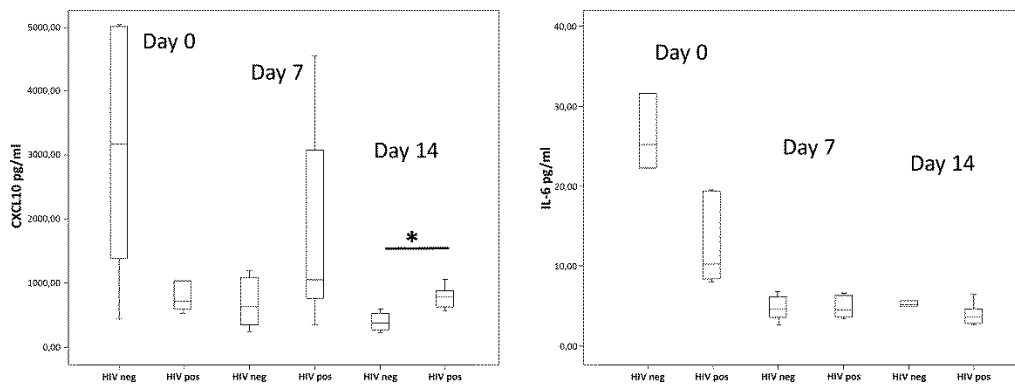 5000,00
4000,00
3000,00
2000,00
1000,00
0,00
CXCL10 pg/ml
Day 0
Day 7
Day 14
*
HIV neg HIV pos HIV neg HIV pos HIV neg HIV pos
40,00
30,00
20,00
10,00
0,00
IL-6 pg/ml
Day 0
Day 7
Day 14
HIV neg HIV pos HIV neg HIV pos HIV neg HIV pos